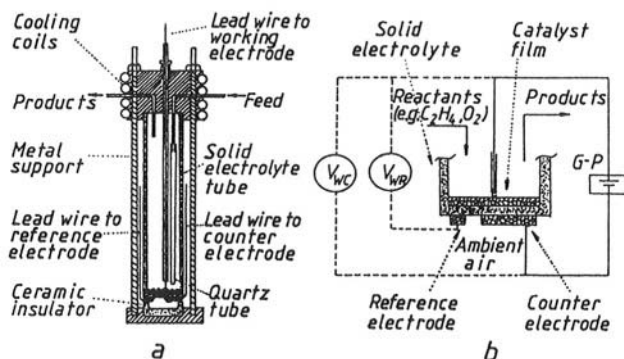 Cooling
coils
Lead wire to
working
electrode
Products
Feed
Metal
support
Solid
electrolyte
tube
Lead wire to
reference
electrode
Lead wire to
counter
electrode
Ceramic
insulator
Quartz
tube
a
Solid
electrolyte
Catalyst
film
Reactants
(e.g:C₂H₄,O₂)
Products
G-P
V_WC
V_WR
Ambient
air
Reference
electrode
Counter
electrode
b